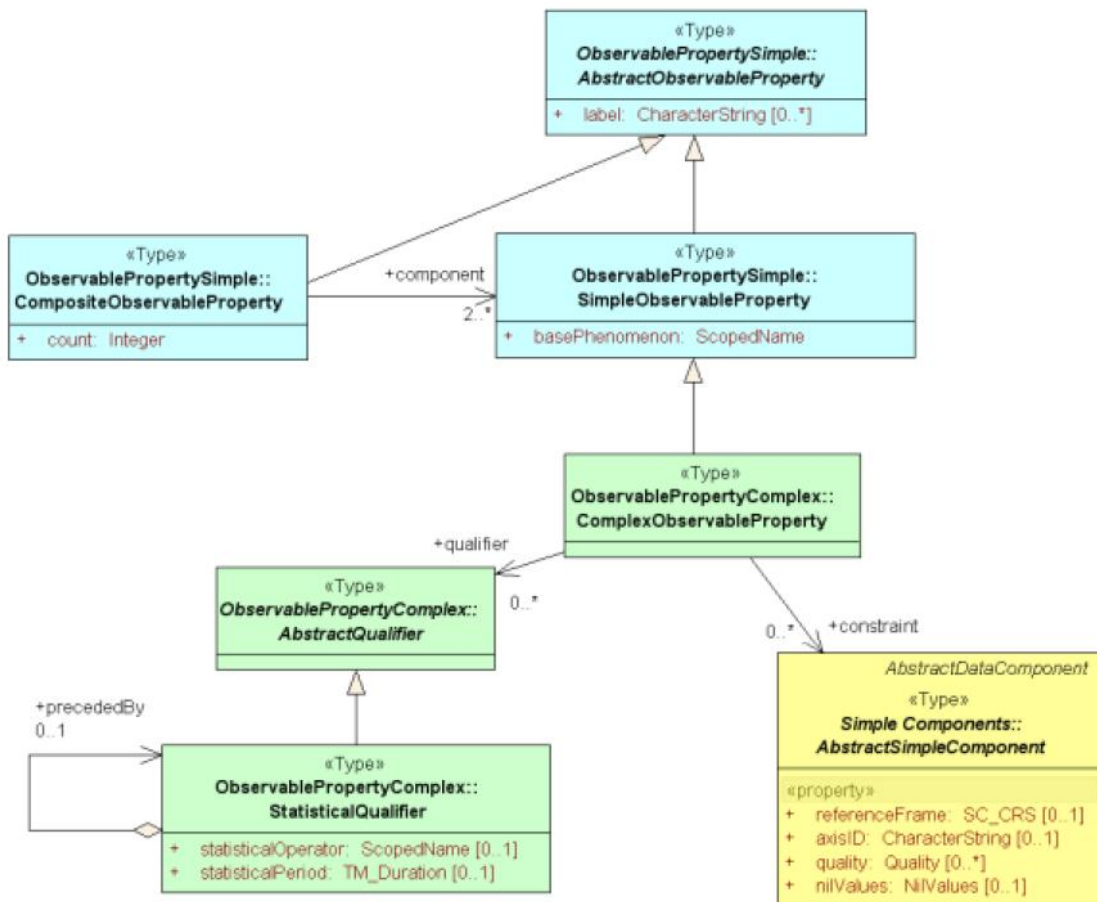 «Type»
ObservablePropertySimple::
AbstractObservableProperty
+ label: CharacterString [0..*]
«Type»
ObservablePropertySimple::
CompositeObservableProperty
+ count: Integer
+component
2..*
«Type»
ObservablePropertySimple::
SimpleObservableProperty
+ basePhenomenon: ScopedName
«Type»
ObservablePropertyComplex::
ComplexObservableProperty
+qualifier
0..*
«Type»
ObservablePropertyComplex::
AbstractQualifier
0..*
+constraint
+precededBy
0..1
«Type»
ObservablePropertyComplex::
StatisticalQualifier
+ statisticalOperator: ScopedName [0..1]
+ statisticalPeriod: TM_Duration [0..1]
AbstractDataComponent
«Type»
Simple Components::
AbstractSimpleComponent
«property»
+ referenceFrame: SC_CRS [0..1]
+ axisID: CharacterString [0..1]
+ quality: Quality [0..*]
+ nilValues: NilValues [0..1]